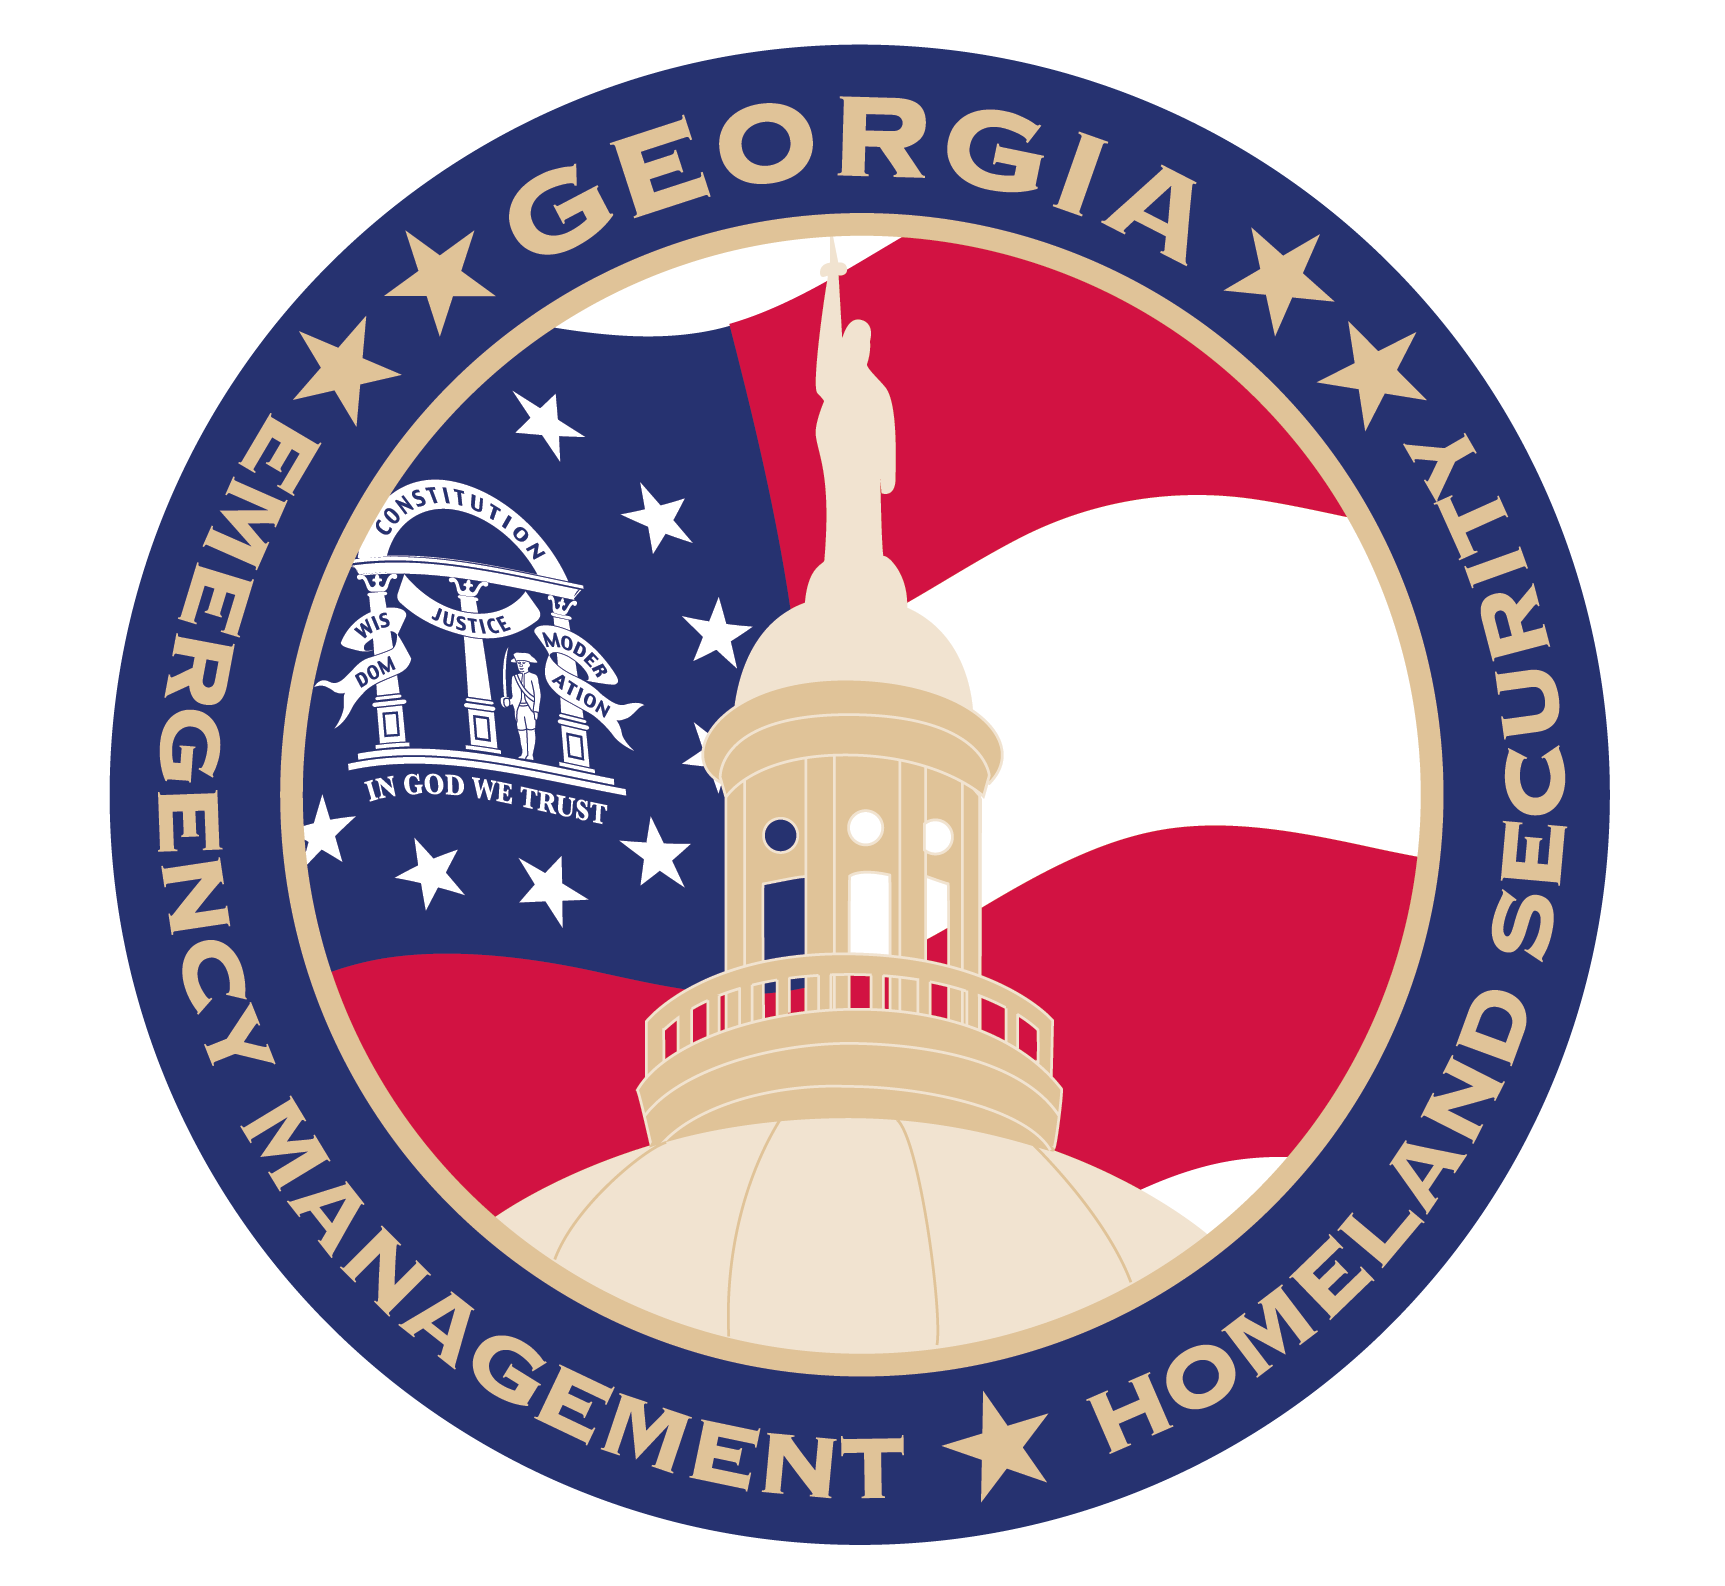 GEORGIA
EMERGENCY MANAGEMENT
HOMELAND SECURITY
CONSTITUTION
WIS
DOM
JUSTICE
MODER
ATION
IN GOD WE TRUST